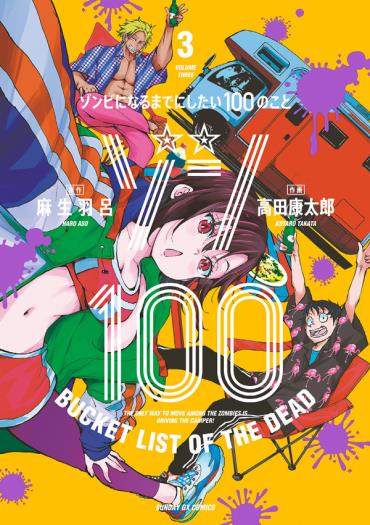 3
VOLUME
THREE
ゾンビになるまでにしたい100のこと
ゾン
100
原作
麻生羽呂
HARO ASO
作画
高田康太郎
KOTARO TAKATA
THE ONLY WAY TO MOVE AMONG THE ZOMBIES IS
DRIVING THE CAMPER!
BUCKET LIST OF THE DEAD
SUNDAY GX COMICS